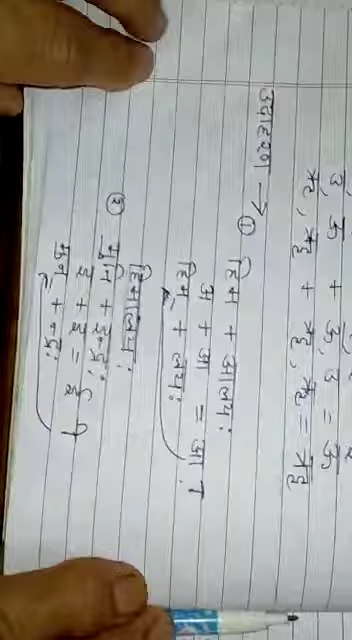 उ, ऊ + ऊ, उ = ऊ
ऋ, ॠ + ॠ, ऋ = ॠ
उदाहरण → ① हिम + आलय:
अ + आ = आ ा
हिम + लय:
हिमालय:
② मुनि + इन्द्र:
इ + इ = ई ी
मुन + न्द्र: